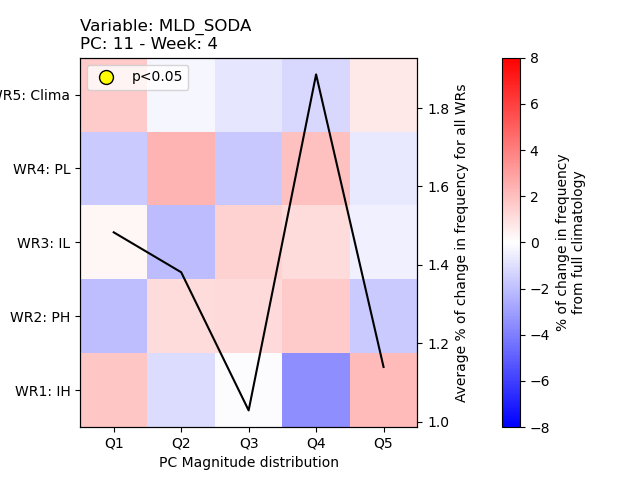 Variable: MLD_SODA
PC: 11 - Week: 4
p<0.05
WR5: Clima
WR4: PL
WR3: IL
WR2: PH
WR1: IH
Q1 Q2 Q3 Q4 Q5
PC Magnitude distribution
1.8
1.6
1.4
1.2
1.0
Average % of change in frequency for all WRs
8
6
4
2
0
−2
−4
−6
−8
% of change in frequency
from full climatology